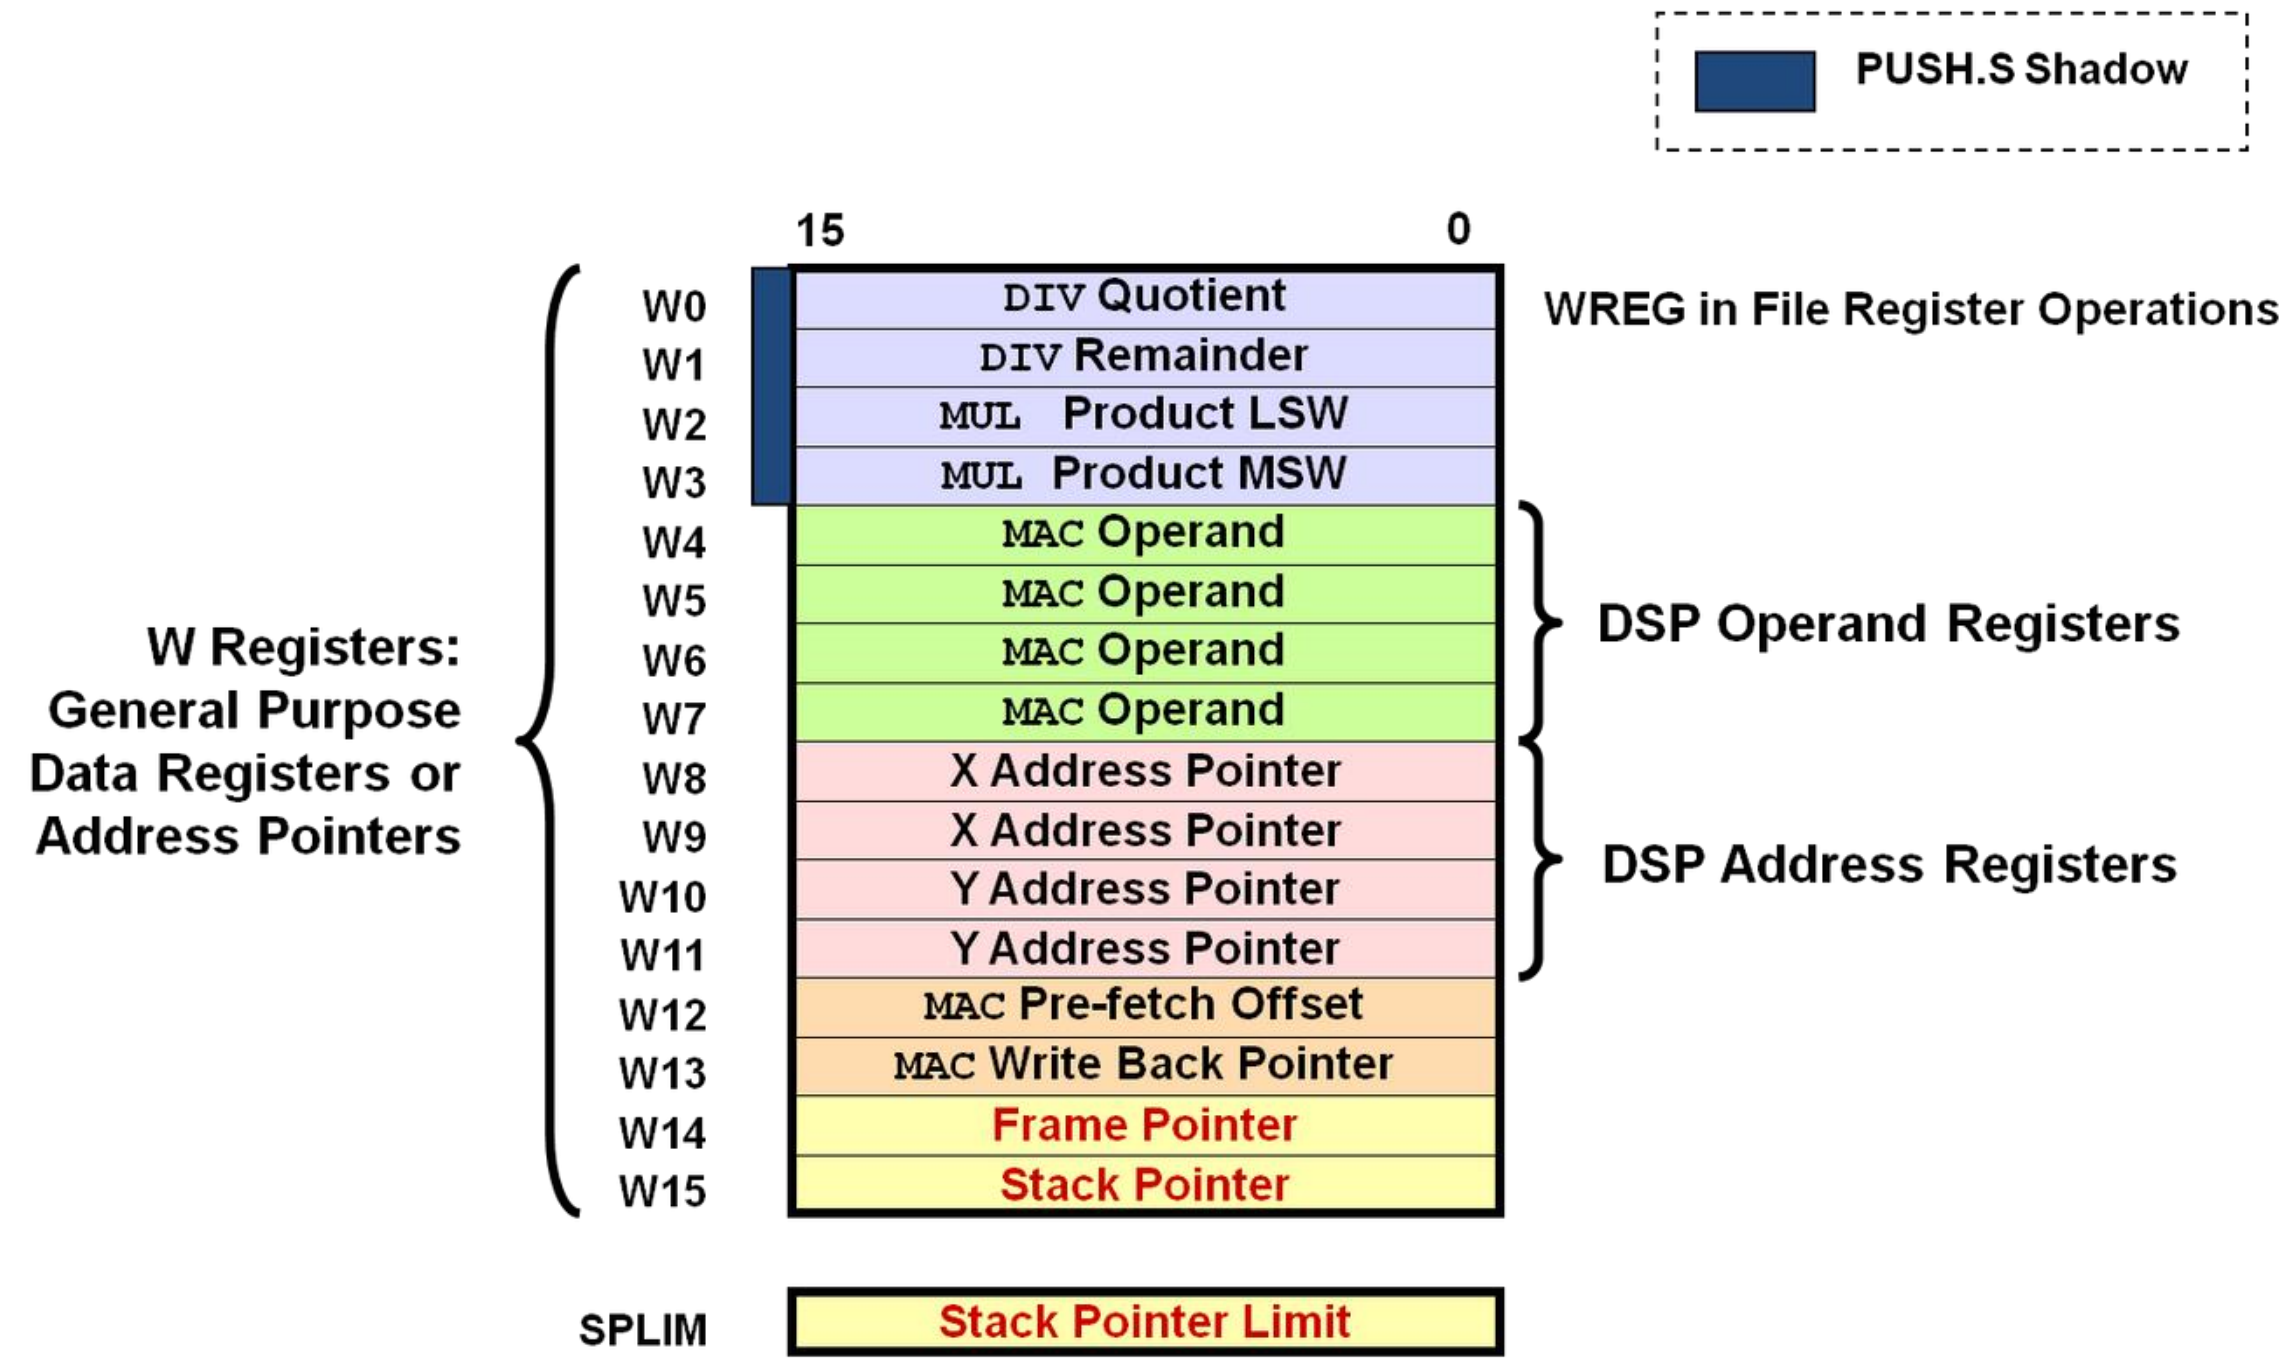 PUSH.S Shadow
15 0
W0 DIV Quotient WREG in File Register Operations
W1 DIV Remainder
W2 MUL Product LSW
W3 MUL Product MSW
W4 MAC Operand
W5 MAC Operand
W6 MAC Operand
W7 MAC Operand
DSP Operand Registers
W Registers:
General Purpose
Data Registers or
Address Pointers
W8 X Address Pointer
W9 X Address Pointer
W10 Y Address Pointer
W11 Y Address Pointer
DSP Address Registers
W12 MAC Pre-fetch Offset
W13 MAC Write Back Pointer
W14 Frame Pointer
W15 Stack Pointer
SPLIM Stack Pointer Limit